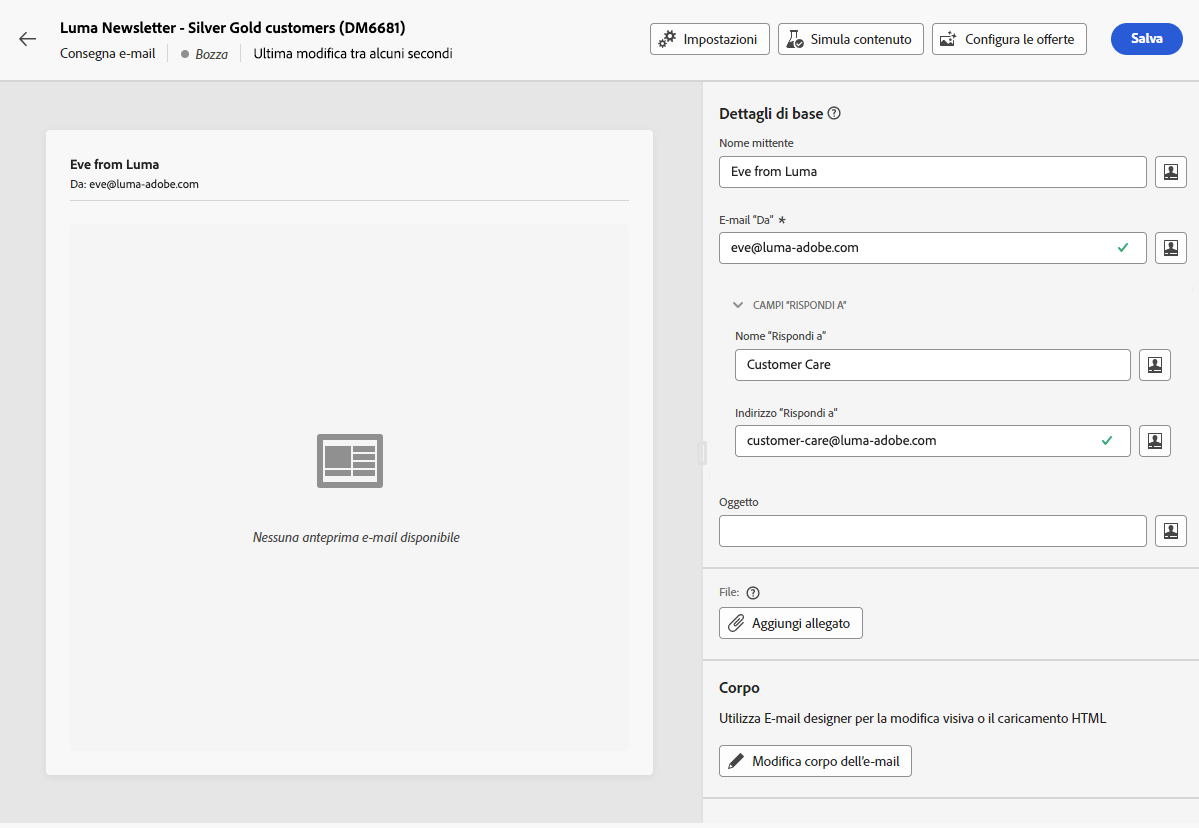 Luma Newsletter - Silver Gold customers (DM6681)
Consegna e-mail
Bozza
Ultima modifica tra alcuni secondi
Impostazioni
Simula contenuto
Configura le offerte
Salva
Eve from Luma
Da: eve@luma-adobe.com
Nessuna anteprima e-mail disponibile
Dettagli di base
Nome mittente
Eve from Luma
E-mail "Da" *
eve@luma-adobe.com
CAMPI "RISPONDI A"
Nome "Rispondi a"
Customer Care
Indirizzo "Rispondi a"
customer-care@luma-adobe.com
Oggetto
File:
Aggiungi allegato
Corpo
Utilizza E-mail designer per la modifica visiva o il caricamento HTML
Modifica corpo dell'e-mail